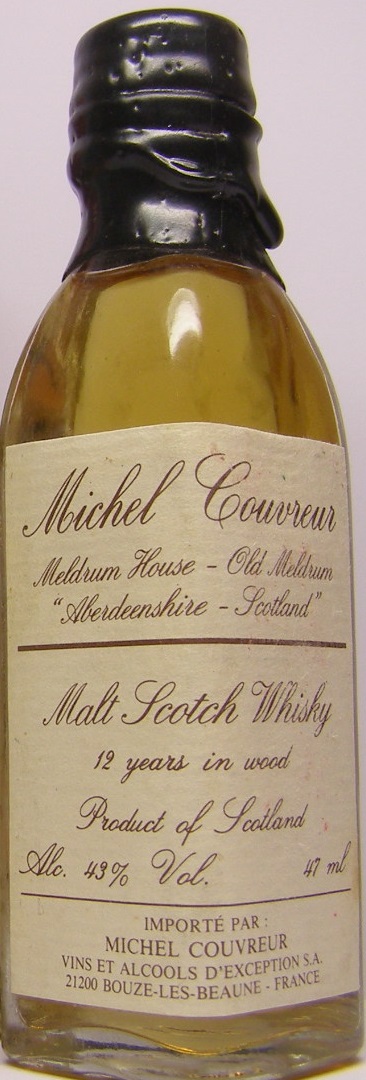 Michel Couvreur
Meldrum House - Old Meldrum
"Aberdeenshire - Scotland"
Malt Scotch Whisky
12 years in wood
Product of Scotland
Alc. 43% Vol. 47 ml
IMPORTÉ PAR :
MICHEL COUVREUR
VINS ET ALCOOLS D'EXCEPTION S.A.
21200 BOUZE-LES-BEAUNE - FRANCE